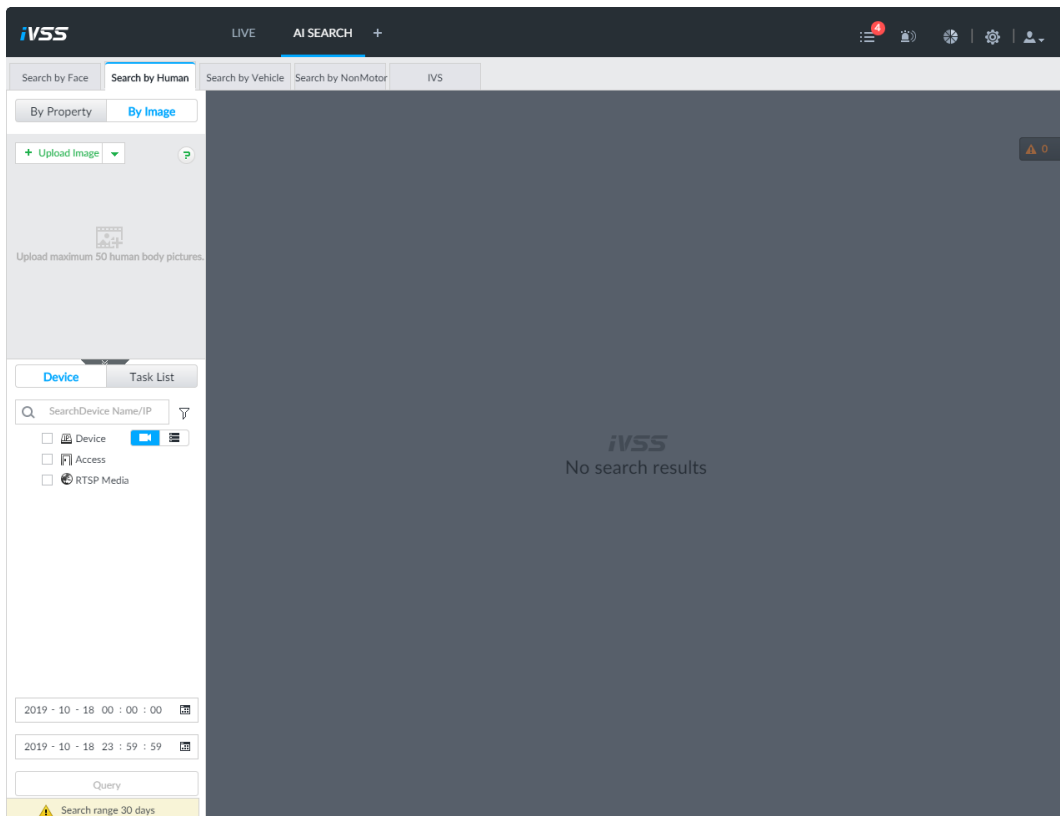 iVSS
LIVE
AI SEARCH
+
4
Search by Face
Search by Human
Search by Vehicle
Search by NonMotor
IVS
By Property
By Image
+ Upload Image
?
0
Upload maximum 50 human body pictures.
Device
Task List
SearchDevice Name/IP
Device
Access
RTSP Media
iVSS
No search results
2019 - 10 - 18 00 : 00 : 00
2019 - 10 - 18 23 : 59 : 59
Query
Search range 30 days